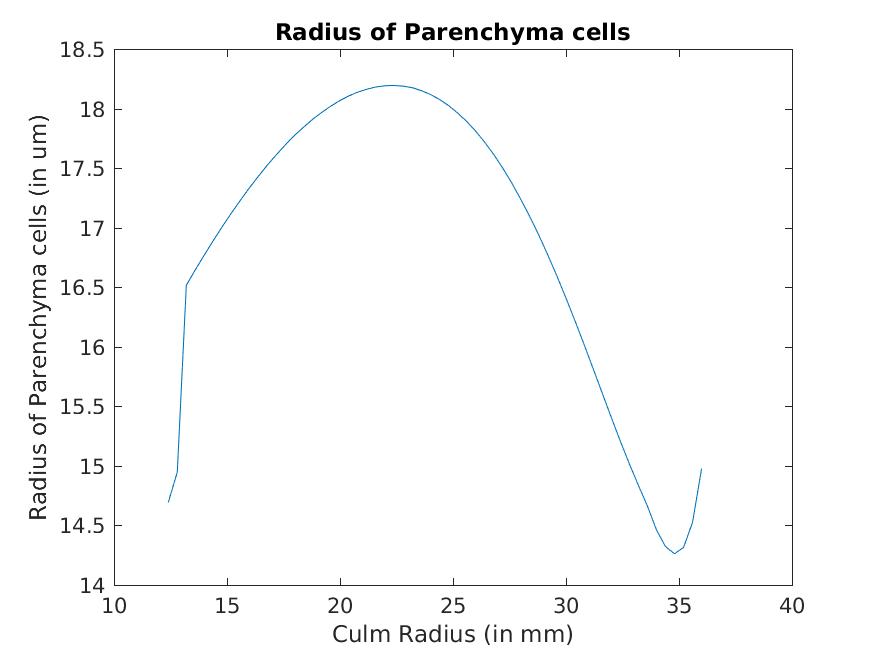 Radius of Parenchyma cells
Radius of Parenchyma cells (in um)
18.5
18
17.5
17
16.5
16
15.5
15
14.5
14
10 15 20 25 30 35 40
Culm Radius (in mm)